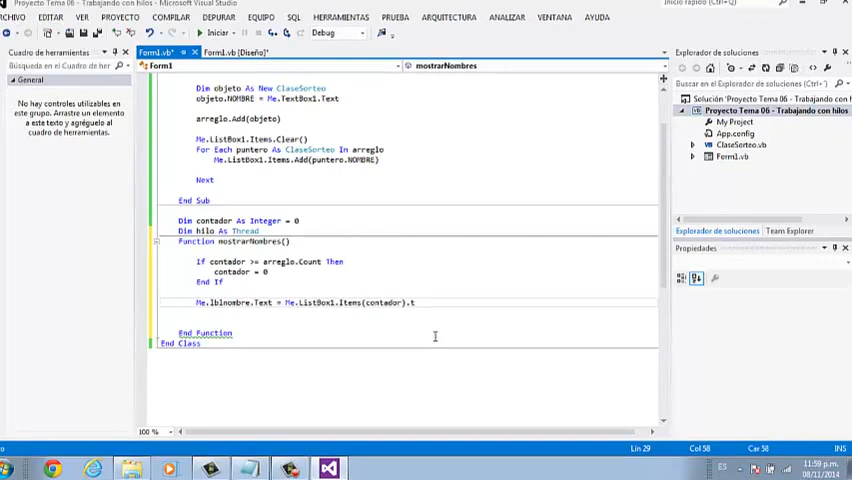 Proyecto Tema 06 - Trabajando con hilos - Microsoft Visual Studio
Inicio rápido (Ctrl+Q)
ARCHIVO EDITAR VER PROYECTO COMPILAR DEPURAR EQUIPO SQL HERRAMIENTAS PRUEBA ARQUITECTURA ANALIZAR VENTANA AYUDA
Iniciar Debug
Cuadro de herramientas
Form1.vb* Form1.vb [Diseño]*
Explorador de soluciones
Búsqueda en el Cuadro de her
Form1 mostrarNombres
General
Buscar en el Explorador de soluciones (Ctrl+
No hay controles utilizables en
este grupo. Arrastre un elemento
a este texto y agréguelo al
cuadro de herramientas.
Dim objeto As New ClaseSorteo
objeto.NOMBRE = Me.TextBox1.Text
arreglo.Add(objeto)
Me.ListBox1.Items.Clear()
For Each puntero As ClaseSorteo In arreglo
Me.ListBox1.Items.Add(puntero.NOMBRE)
Next
End Sub
Dim contador As Integer = 0
Dim hilo As Thread
Function mostrarNombres()
If contador >= arreglo.Count Then
contador = 0
End If
Me.lblnombre.Text = Me.ListBox1.Items(contador).t
End Function
End Class
Solución 'Proyecto Tema 06 - Trabajando con h
Proyecto Tema 06 - Trabajando con hilos
My Project
App.config
ClaseSorteo.vb
Form1.vb
Explorador de soluciones Team Explorer
Propiedades
100 %
Lín 29 Col 58 Car 58 INS
ES
11:59 p.m.
08/11/2014